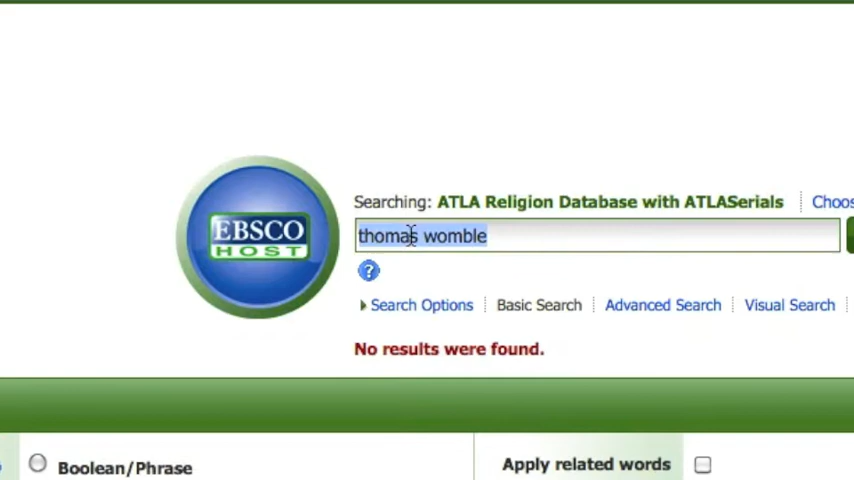 EBSCO
HOST
Searching: ATLA Religion Database with ATLASerials
thomas womble
?
Search Options Basic Search Advanced Search Visual Search
No results were found.
Boolean/Phrase Apply related words